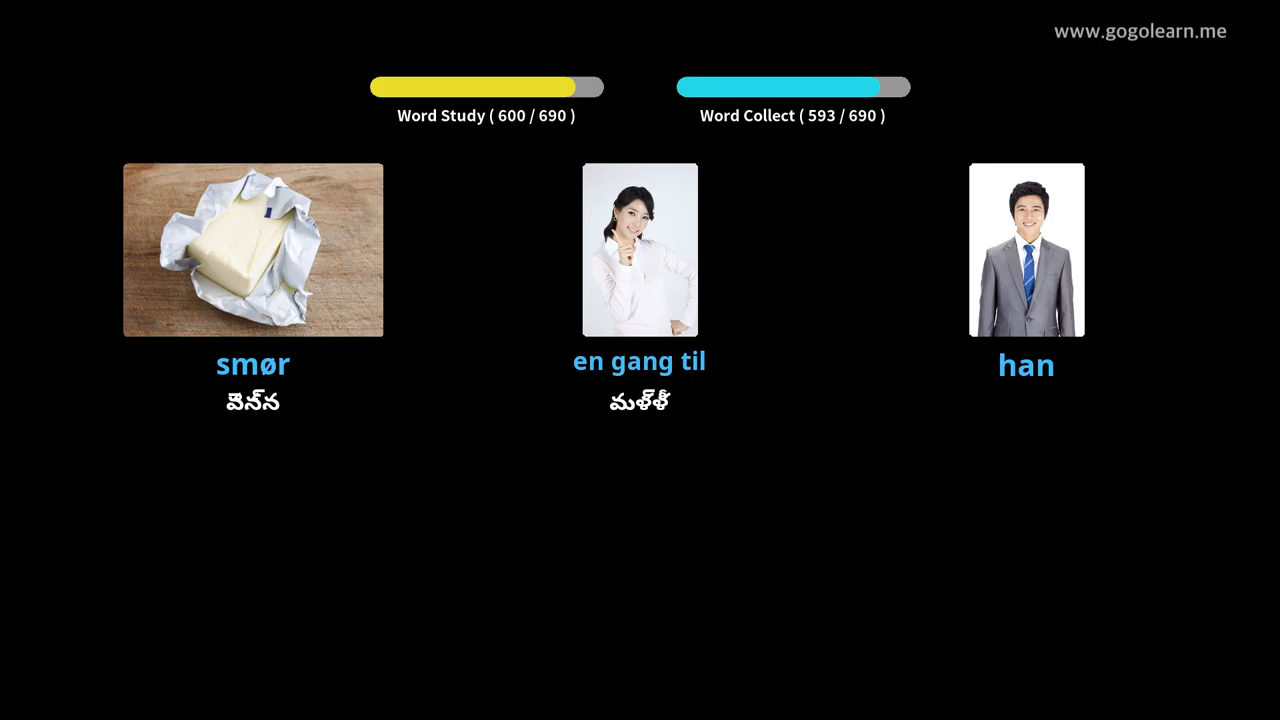 www.gogolearn.me
Word Study ( 600 / 690 )
Word Collect ( 593 / 690 )
smør
en gang til
han
వెన్న
మళ్ళీ